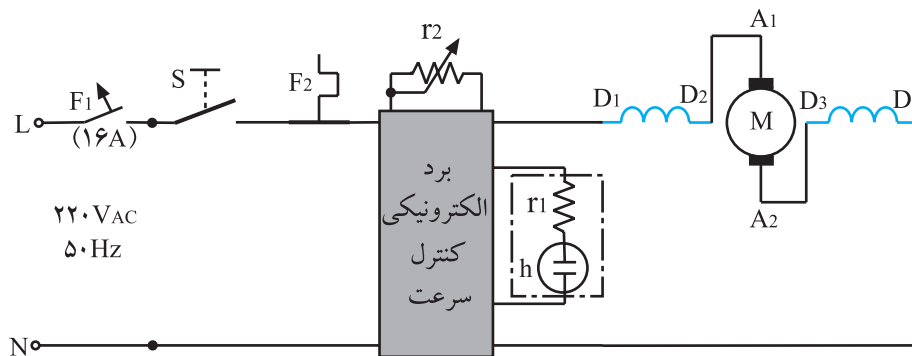 r2
A1
F1
S
F2
D1
D2
M
D3
D
L
(۱۶A)
برد
الکترونیکی
کنترل
سرعت
r1
h
A2
۲۲۰VAC
۵۰Hz
N